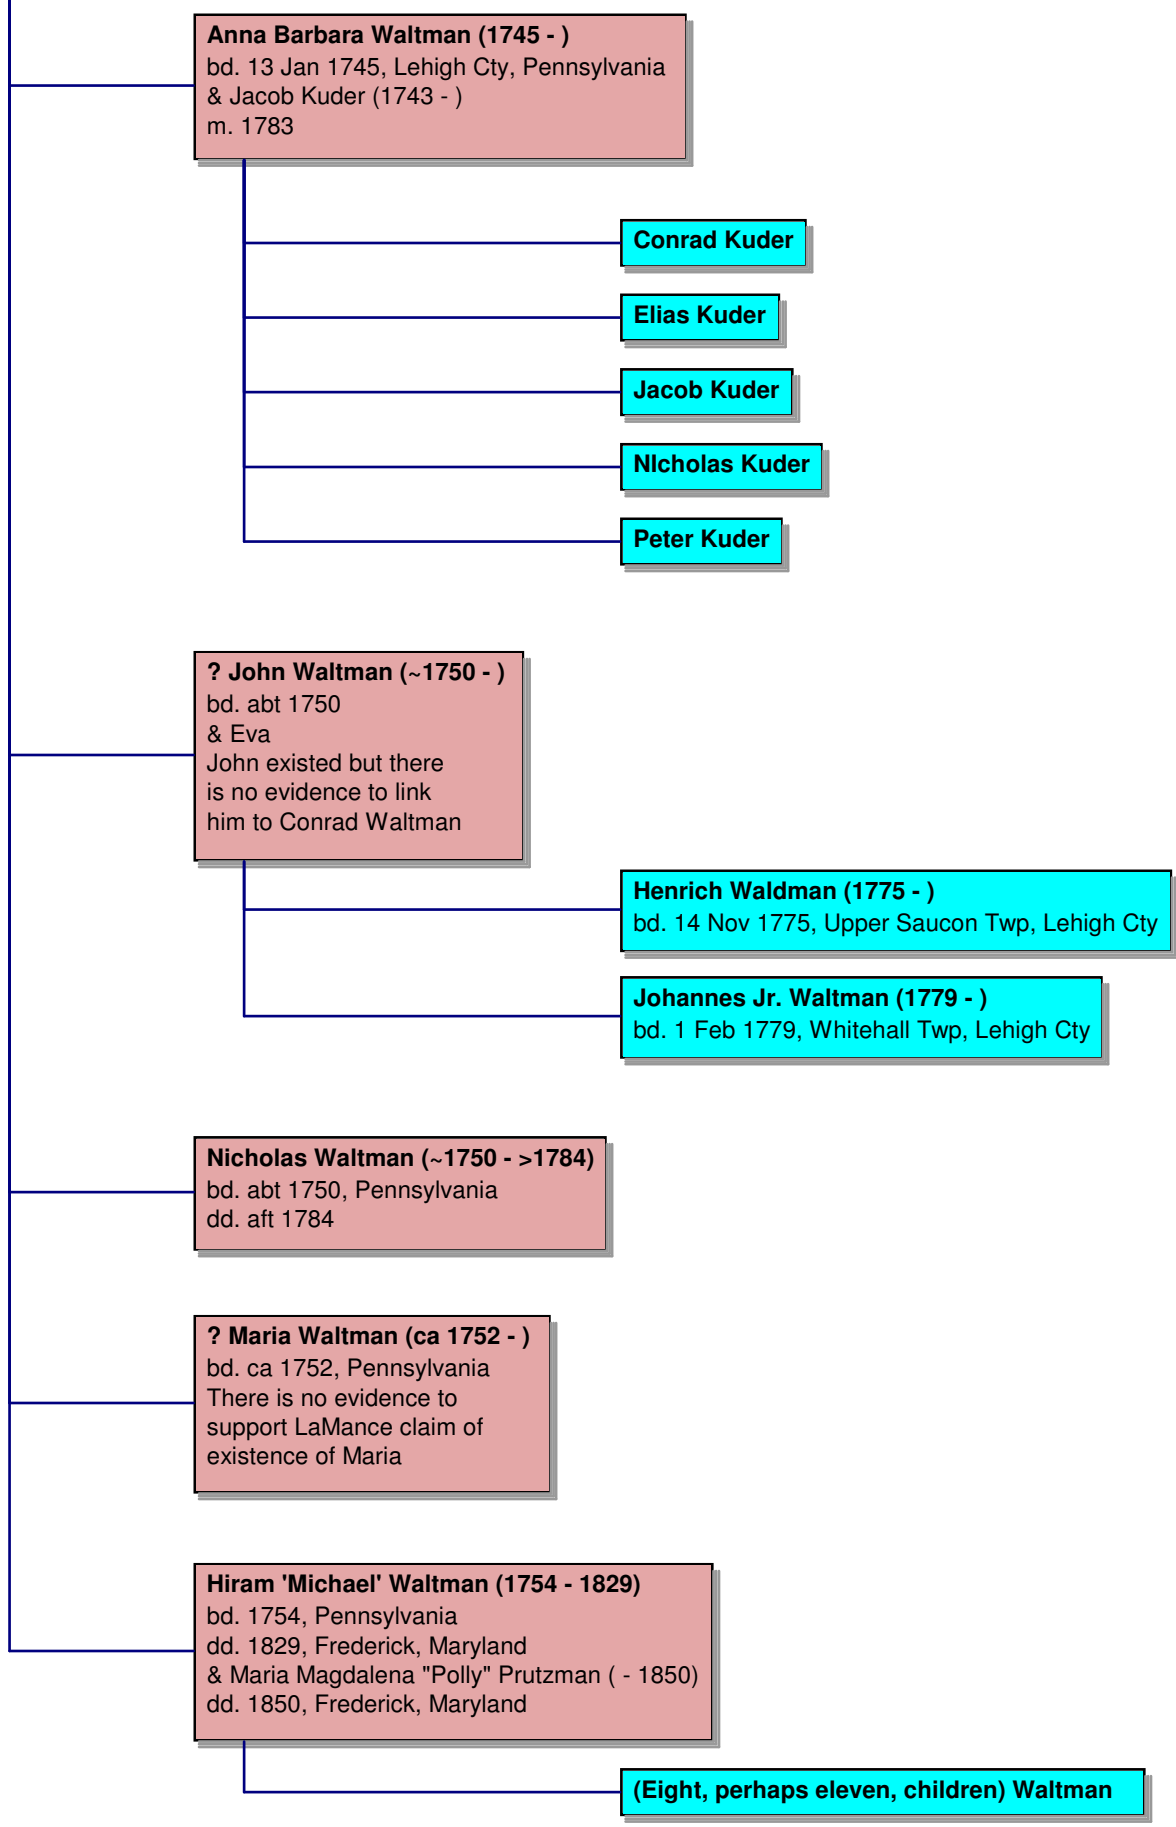 Anna Barbara Waltman (1745 - )
bd. 13 Jan 1745, Lehigh Cty, Pennsylvania
& Jacob Kuder (1743 - )
m. 1783
Conrad Kuder
Elias Kuder
Jacob Kuder
NIcholas Kuder
Peter Kuder
? John Waltman (~1750 - )
bd. abt 1750
& Eva
John existed but there
is no evidence to link
him to Conrad Waltman
Henrich Waldman (1775 - )
bd. 14 Nov 1775, Upper Saucon Twp, Lehigh Cty
Johannes Jr. Waltman (1779 - )
bd. 1 Feb 1779, Whitehall Twp, Lehigh Cty
Nicholas Waltman (~1750 - >1784)
bd. abt 1750, Pennsylvania
dd. aft 1784
? Maria Waltman (ca 1752 - )
bd. ca 1752, Pennsylvania
There is no evidence to
support LaMance claim of
existence of Maria
Hiram 'Michael' Waltman (1754 - 1829)
bd. 1754, Pennsylvania
dd. 1829, Frederick, Maryland
& Maria Magdalena "Polly" Prutzman ( - 1850)
dd. 1850, Frederick, Maryland
(Eight, perhaps eleven, children) Waltman